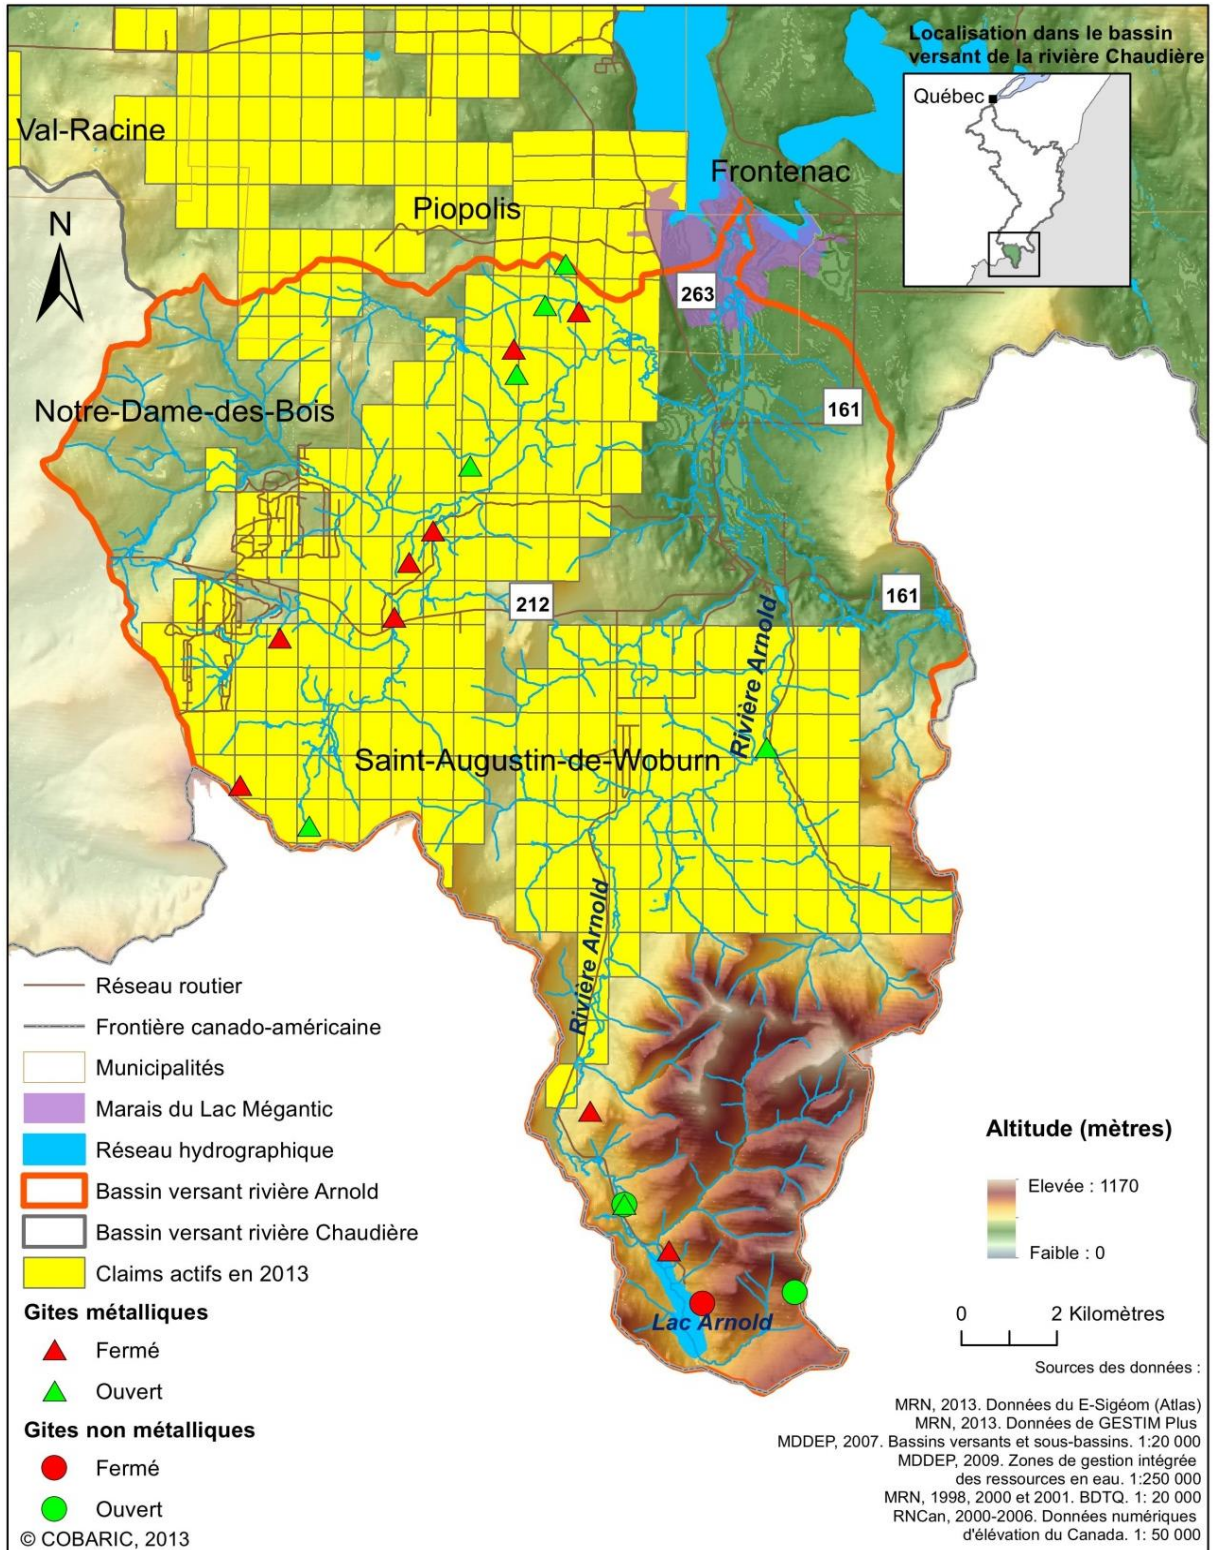 Localisation dans le bassin
versant de la rivière Chaudière
Québec
Val-Racine
Frontenac
Piopolis
N
263
Notre-Dame-des-Bois
161
161
212
Rivière Arnold
Saint-Augustin-de-Woburn
Rivière Arnold
Réseau routier
Frontière canado-américaine
Municipalités
Marais du Lac Mégantic
Réseau hydrographique
Bassin versant rivière Arnold
Bassin versant rivière Chaudière
Claims actifs en 2013
Gites métalliques
Fermé
Ouvert
Gites non métalliques
Fermé
Ouvert
© COBARIC, 2013
Lac Arnold
Altitude (mètres)
Elevée : 1170
Faible : 0
0 2 Kilomètres
Sources des données :
MRN, 2013. Données du E-Sigéom (Atlas)
MRN, 2013. Données de GESTIM Plus
MDDEP, 2007. Bassins versants et sous-bassins. 1:20 000
MDDEP, 2009. Zones de gestion intégrée
des ressources en eau. 1:250 000
MRN, 1998, 2000 et 2001. BDTQ. 1: 20 000
RNCan, 2000-2006. Données numériques
d'élévation du Canada. 1: 50 000